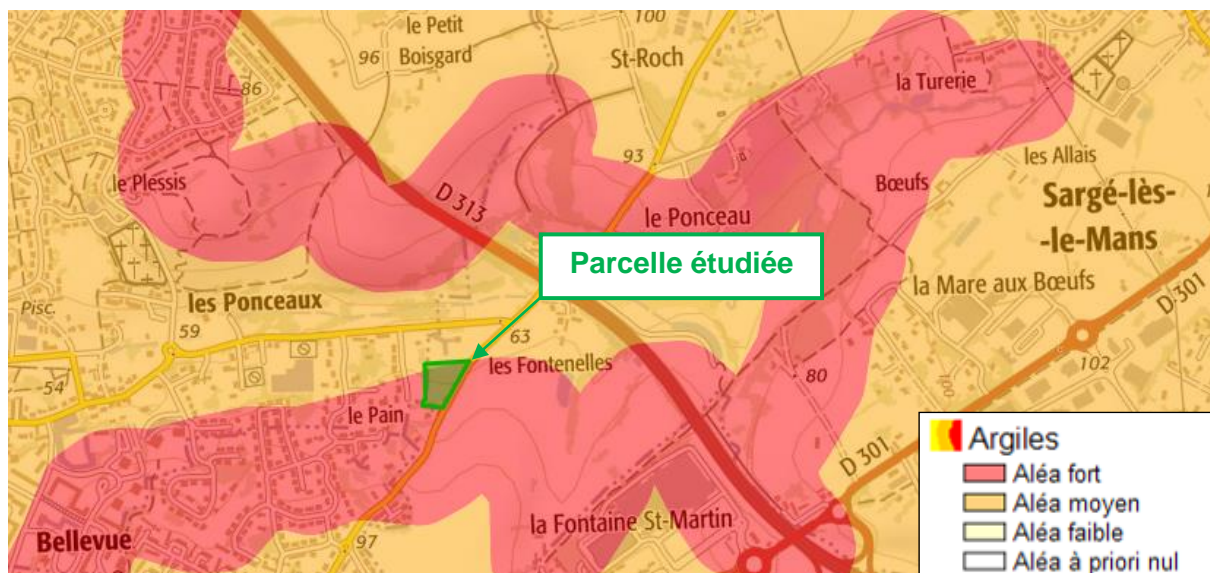 le Petit
Boisgard
100
96
St-Roch
86
la Turerie
93
les Allais
le Plessis
Bœufs
D 313
le Ponceau
Sargé-lès-
-le-Mans
Parcelle étudiée
les Ponceaux
la Mare aux Bœufs
D 301
Pisc.
59
63
102
les Fontenelles
54
80
100
le Pain
D 301
la Fontaine St-Martin
Bellevue
97
Argiles
Aléa fort
Aléa moyen
Aléa faible
Aléa à priori nul